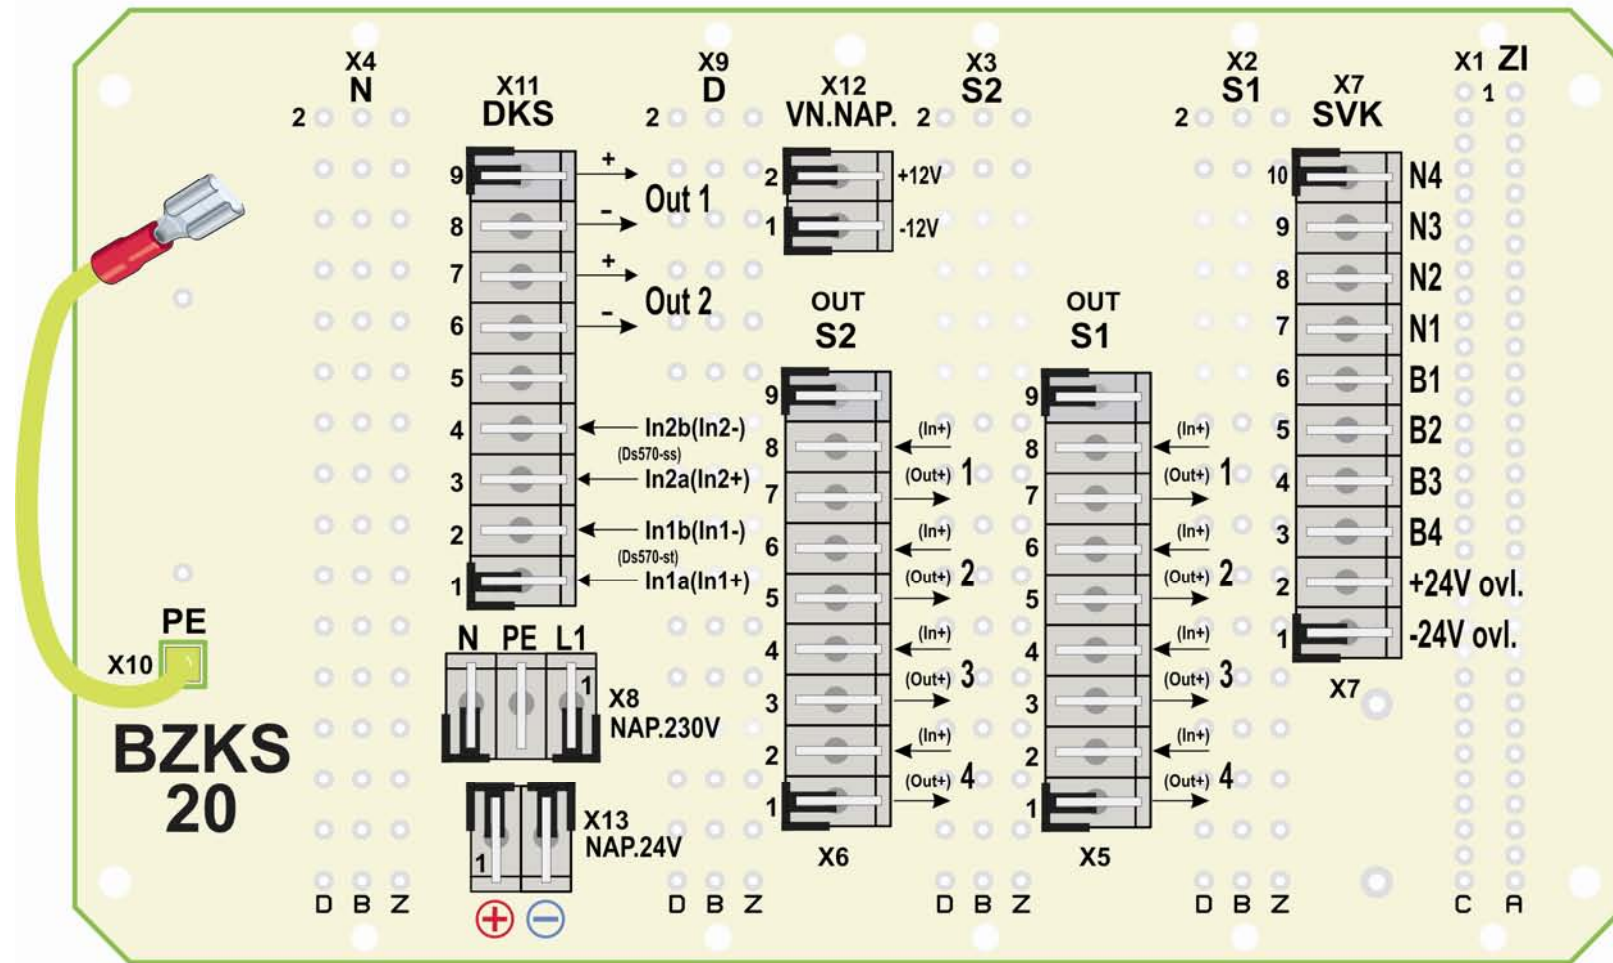 X4
N
2
X11
DKS
X9
D
2
X12
VN.NAP.
X3
S2
2
X2
S1
2
X7
SVK
X1 ZI
1
9
+
Out 1
8
-
7
+
Out 2
6
-
5
4
In2b(In2-)
(Ds570-ss)
3
In2a(In2+)
2
In1b(In1-)
(Ds570-st)
1
In1a(In1+)
2
+12V
1
-12V
OUT
S2
9
8
(In+)
1
7
(Out+)
6
(In+)
2
5
(Out+)
4
(In+)
3
3
(Out+)
2
(In+)
4
1
(Out+)
X6
OUT
S1
9
8
(In+)
1
7
(Out+)
6
(In+)
2
5
(Out+)
4
(In+)
3
3
(Out+)
2
(In+)
4
1
(Out+)
X5
10 N4
9 N3
8 N2
7 N1
6 B1
5 B2
4 B3
3 B4
2 +24V ovl.
1 -24V ovl.
X7
PE
X10
BZKS
20
N PE L1
1
X8
NAP.230V
X13
NAP.24V
1
+ −
D B Z
D B Z
D B Z
D B Z
C A